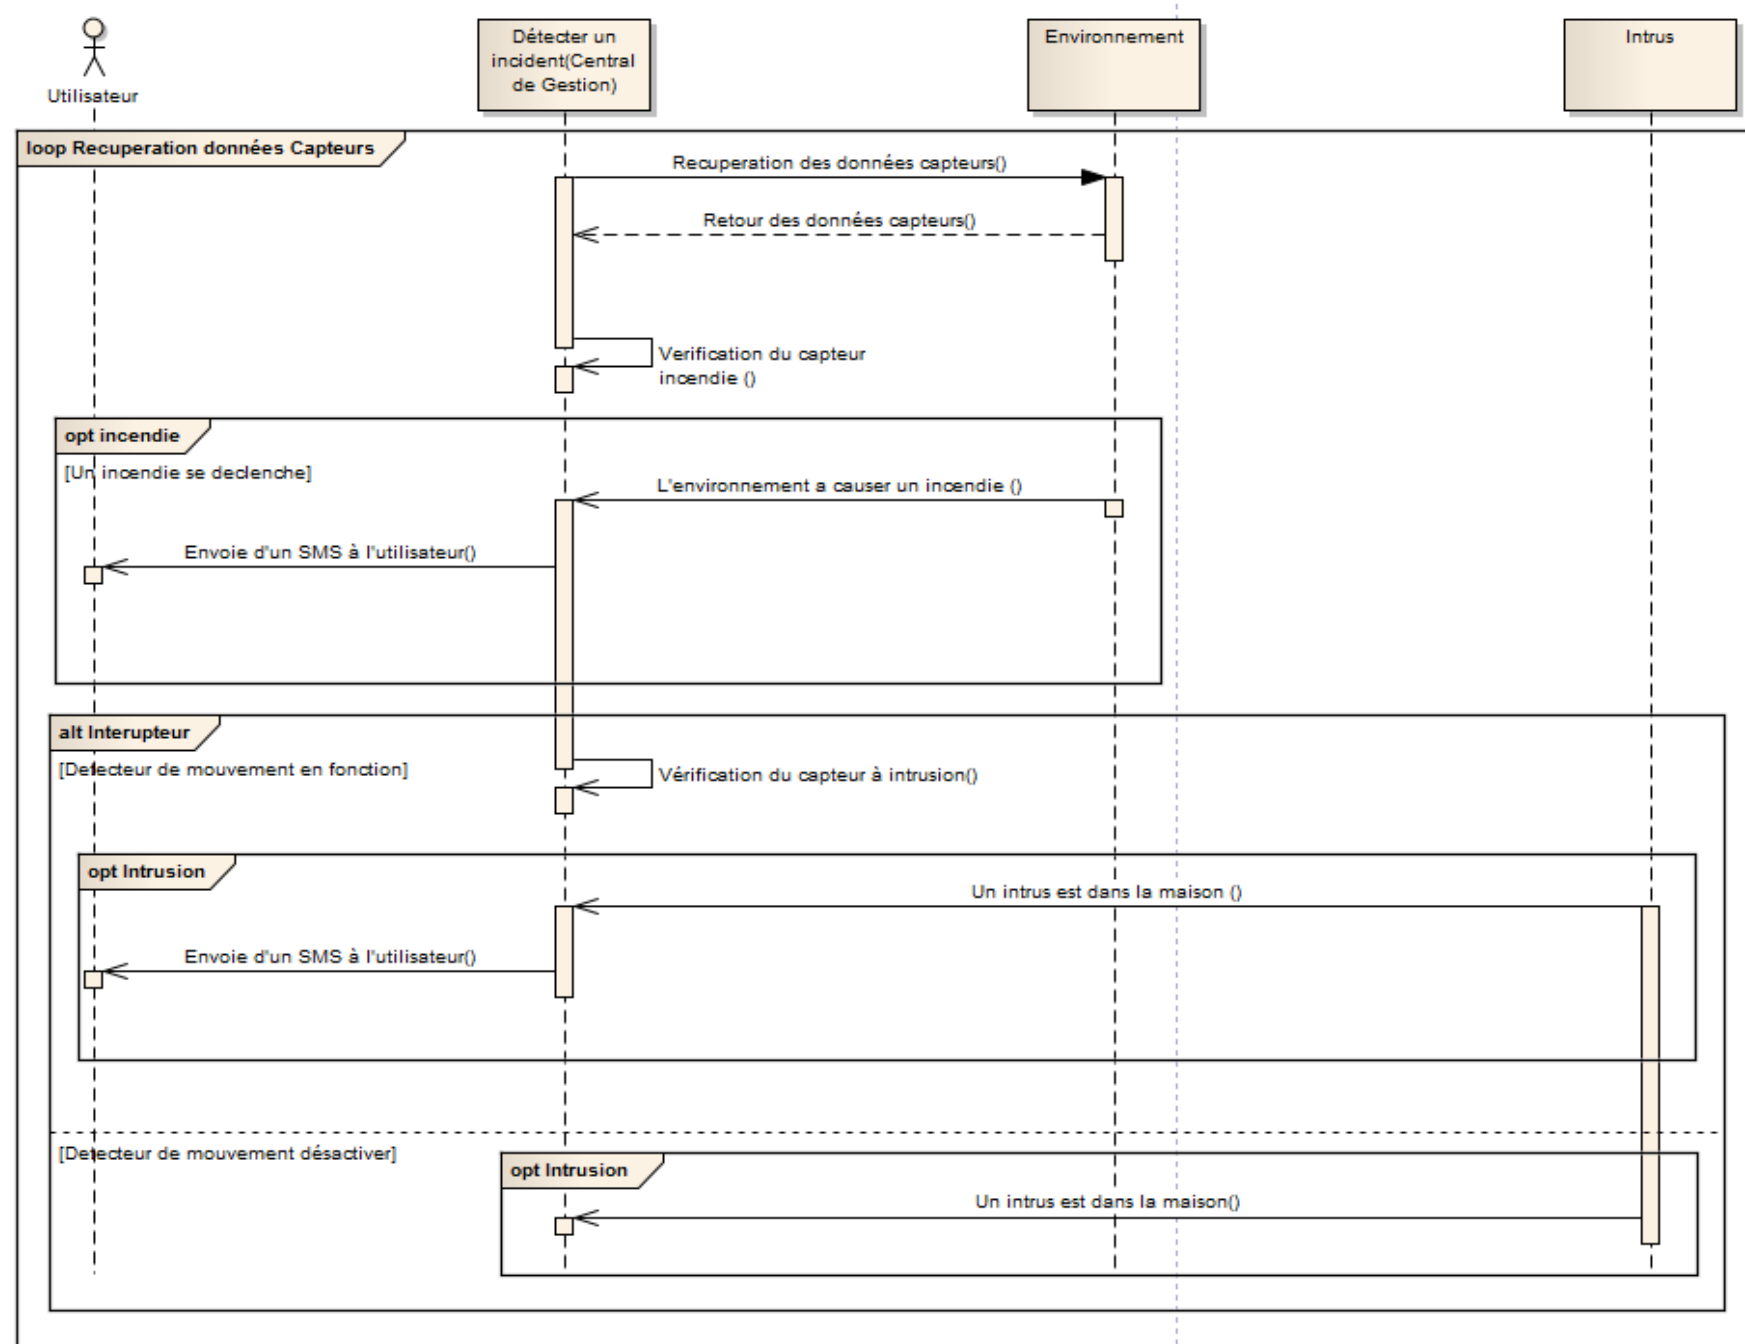 Utilisateur
Détecter un
incident(Central
de Gestion)
Environnement
Intrus
loop Recuperation données Capteurs
Recuperation des données capteurs()
Retour des données capteurs()
Verification du capteur
incendie ()
opt incendie
[Un incendie se declenche]
L'environnement a causer un incendie ()
Envoie d'un SMS à l'utilisateur()
alt Interupteur
[Detecteur de mouvement en fonction]
Vérification du capteur à intrusion()
opt Intrusion
Un intrus est dans la maison ()
Envoie d'un SMS à l'utilisateur()
[Detecteur de mouvement désactiver]
opt Intrusion
Un intrus est dans la maison()